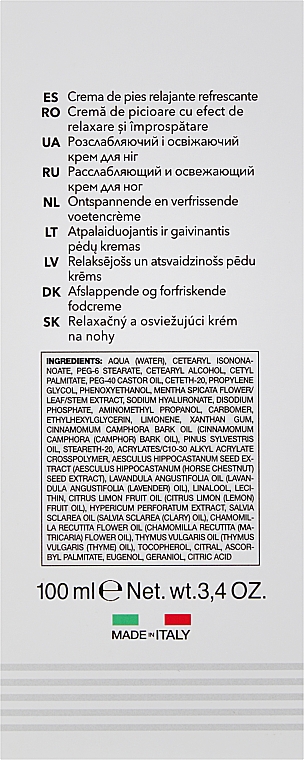 ES Crema de pies relajante refrescante
RO Cremă de picioare cu efect de
relaxare și împrospătare
UA Розслабляючий і освіжаючий
крем для ніг
RU Расслабляющий и освежающий
крем для ног
NL Ontspannende en verfrissende
voetencrème
LT Atpalaiduojantis ir gaivinantis
pėdų kremas
LV Relaksējošs un atsvaidzinošs pēdu
krēms
DK Afslappende og forfriskende
fodcreme
SK Relaxačný a osviežujúci krém
na nohy
INGREDIENTS: AQUA (WATER), CETEARYL ISONONA-
NOATE, PEG-6 STEARATE, CETEARYL ALCOHOL, CETYL
PALMITATE, PEG-40 CASTOR OIL, CETETH-20, PROPYLENE
GLYCOL, PHENOXYETHANOL, MENTHA SPICATA FLOWER/
LEAF/STEM EXTRACT, SODIUM HYALURONATE, DISODIUM
PHOSPHATE, AMINOMETHYL PROPANOL, CARBOMER,
ETHYLHEXYLGLYCERIN, LIMONENE, XANTHAN GUM,
CINNAMOMUM CAMPHORA BARK OIL (CINNAMOMUM
CAMPHORA (CAMPHOR) BARK OIL), PINUS SYLVESTRIS
OIL, STEARETH-20, ACRYLATES/C10-30 ALKYL ACRYLATE
CROSSPOLYMER, AESCULUS HIPPOCASTANUM SEED EX-
TRACT (AESCULUS HIPPOCASTANUM (HORSE CHESTNUT)
SEED EXTRACT), LAVANDULA ANGUSTIFOLIA OIL (LAVAN-
DULA ANGUSTIFOLIA (LAVENDER) OIL), LINALOOL, LECI-
THIN, CITRUS LIMON FRUIT OIL (CITRUS LIMON (LEMON)
FRUIT OIL), HYPERICUM PERFORATUM EXTRACT, SALVIA
SCLAREA OIL (SALVIA SCLAREA (CLARY) OIL), CHAMOMIL-
LA RECUTITA FLOWER OIL (CHAMOMILLA RECUTITA (MA-
TRICARIA) FLOWER OIL), THYMUS VULGARIS OIL (THYMUS
VULGARIS (THYME) OIL), TOCOPHEROL, CITRAL, ASCOR-
BYL PALMITATE, EUGENOL, GERANIOL, CITRIC ACID
100 ml ℮ Net. wt.3,4 OZ.
MADE IN ITALY